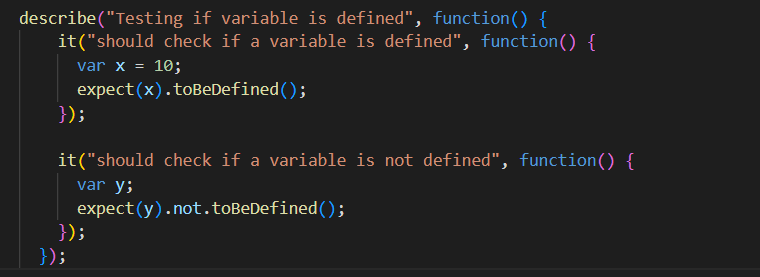 describe("Testing if variable is defined", function() {
it("should check if a variable is defined", function() {
var x = 10;
expect(x).toBeDefined();
});
it("should check if a variable is not defined", function() {
var y;
expect(y).not.toBeDefined();
});
});